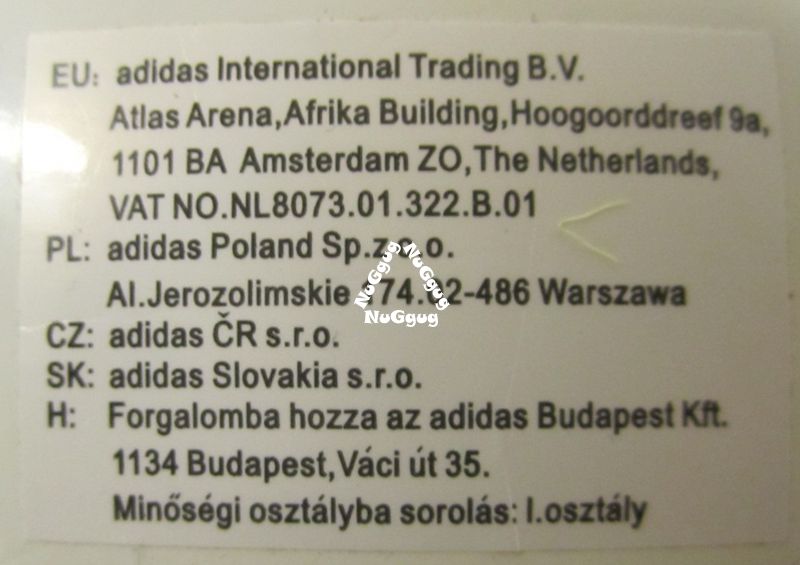 EU: adidas International Trading B.V.
Atlas Arena,Afrika Building,Hoogoorddreef 9a,
1101 BA Amsterdam ZO,The Netherlands,
VAT NO.NL8073.01.322.B.01
PL: adidas Poland Sp.z.o.o.
Al.Jerozolimskie 02-486 Warszawa
CZ: adidas ČR s.r.o.
SK: adidas Slovakia s.r.o.
H: Forgalomba hozza az adidas Budapest Kft.
1134 Budapest,Váci út 35.
Minőségi osztályba sorolás: I.osztály
NuGgug
NuGgug
NuGgug